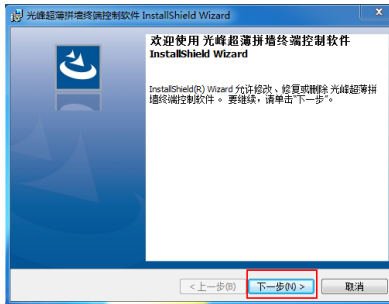 光峰超薄拼墙终端控制软件 InstallShield Wizard
欢迎使用 光峰超薄拼墙终端控制软件
InstallShield Wizard
InstallShield(R) Wizard 允许修改、修复或删除 光峰超薄拼
墙终端控制软件 。 要继续，请单击“下一步”。
< 上一步(B)
下一步(N) >
取消